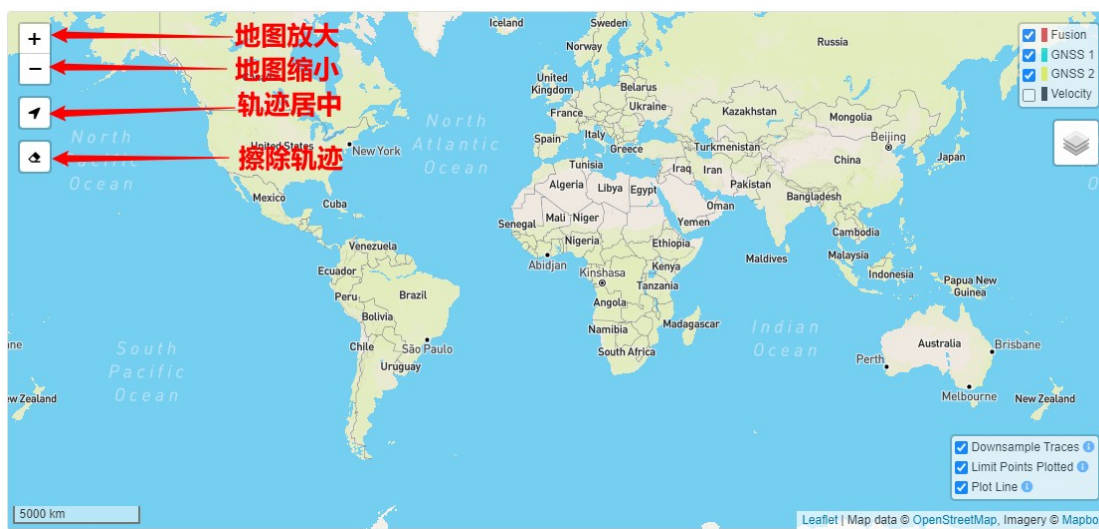 +
地图放大
−
地图缩小
轨迹居中
擦除轨迹
Fusion
GNSS 1
GNSS 2
Velocity
Iceland
Sweden
Norway
Russia
United
Kingdom
Belarus
Ukraine
France
Kazakhstan
Mongolia
Spain
Italy
Greece
Turkmenistan
Beijing
North
Pacific
Ocean
United States
New York
North
Atlantic
Ocean
Tunisia
Iraq
Iran
China
Japan
Algeria
Libya
Egypt
Pakistan
Mexico
Cuba
Oman
Bangladesh
Senegal
Mali
Niger
Yemen
Cambodia
Venezuela
Nigeria
Ethiopia
Abidjan
Maldives
Malaysia
Ecuador
Kinshasa
Kenya
Indonesia
Tanzania
Papua New
Guinea
Peru
Brazil
Angola
Bolivia
Namibia
Madagascar
Indian
Ocean
Chile
São Paulo
South Africa
Australia
Brisbane
Perth
South
Pacific
Ocean
Uruguay
Melbourne
ew Zealand
New Zealand
Downsample Traces
Limit Points Plotted
Plot Line
5000 km
Leaflet | Map data © OpenStreetMap, Imagery © Mapbo